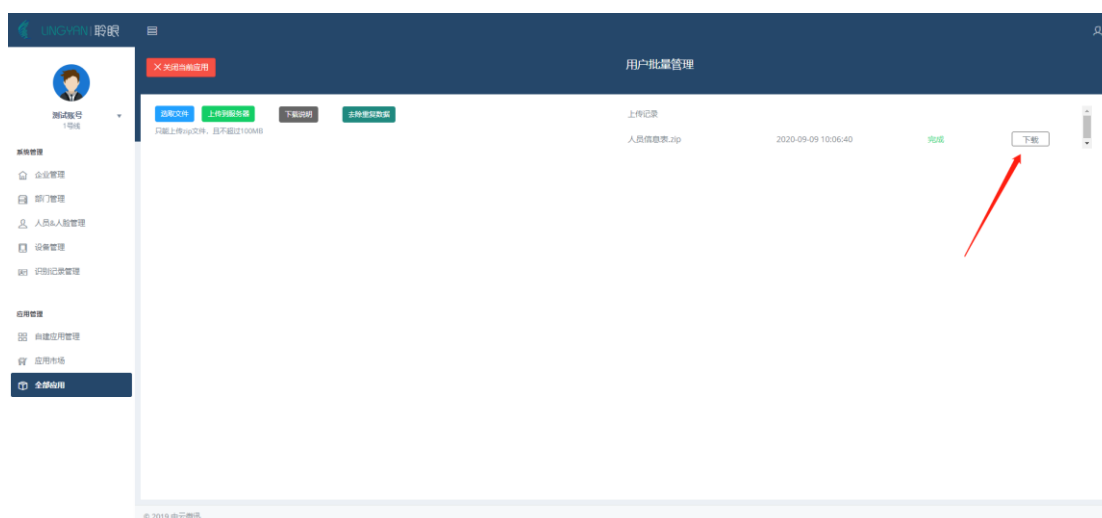 LINGYAN|聆眼
×关闭当前应用
用户批量管理
测试账号
1号线
选取文件 上传到服务器 下载说明 去除重复数据
只能上传zip文件,且不超过100MB
上传记录
人员信息表.zip 2020-09-09 10:06:40 完成 下载
系统管理
企业管理
部门管理
人员&人脸管理
设备管理
识别记录管理
应用管理
自建应用管理
应用市场
全部应用
© 2019